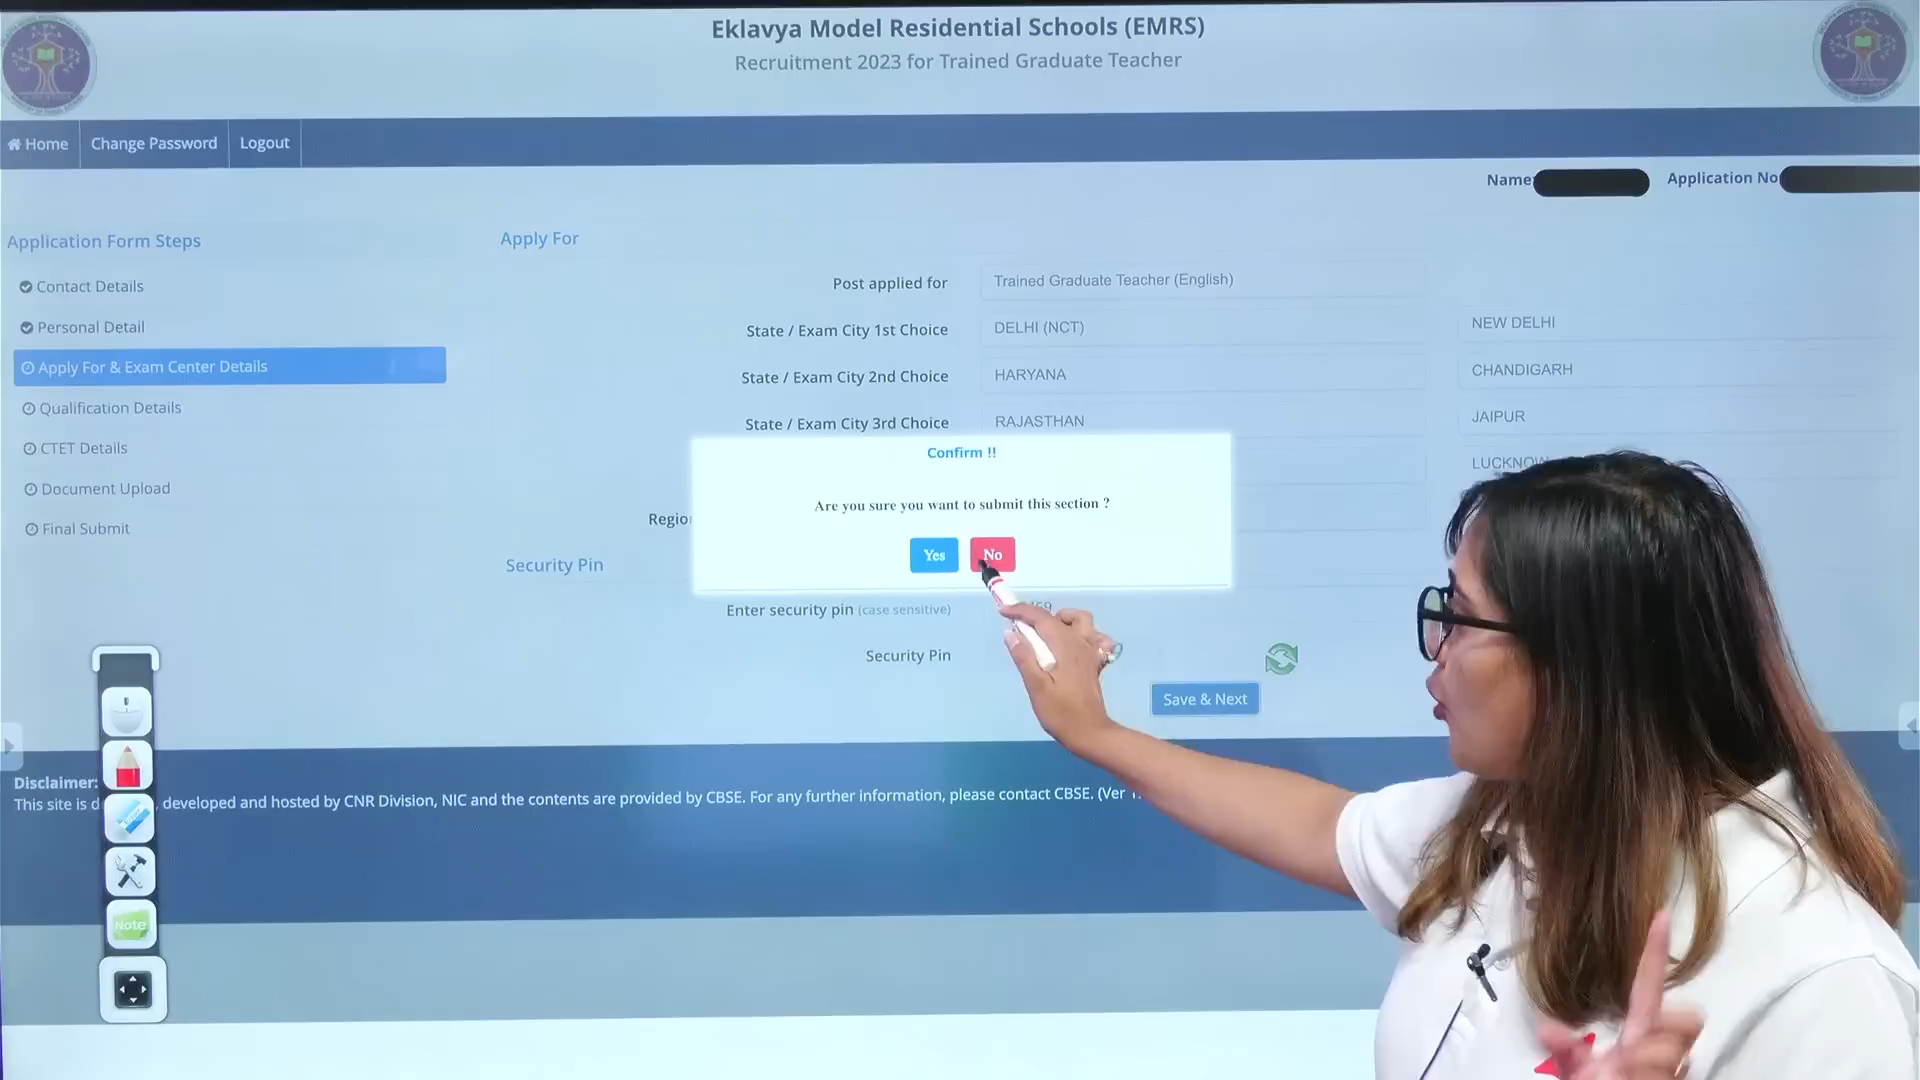 Eklavya Model Residential Schools (EMRS)
Recruitment 2023 for Trained Graduate Teacher
Home
Change Password
Logout
Name:
Application No
Application Form Steps
Contact Details
Personal Detail
Apply For & Exam Center Details
Qualification Details
CTET Details
Document Upload
Final Submit
Apply For
Post applied for
Trained Graduate Teacher (English)
State / Exam City 1st Choice
DELHI (NCT)
NEW DELHI
State / Exam City 2nd Choice
HARYANA
CHANDIGARH
State / Exam City 3rd Choice
RAJASTHAN
JAIPUR
LUCKNOW
Confirm !!
Are you sure you want to submit this section ?
Yes
No
Security Pin
Enter security pin (case sensitive)
Security Pin
Save & Next
Disclaimer:
This site is developed and hosted by CNR Division, NIC and the contents are provided by CBSE. For any further information, please contact CBSE. (Ver
Note